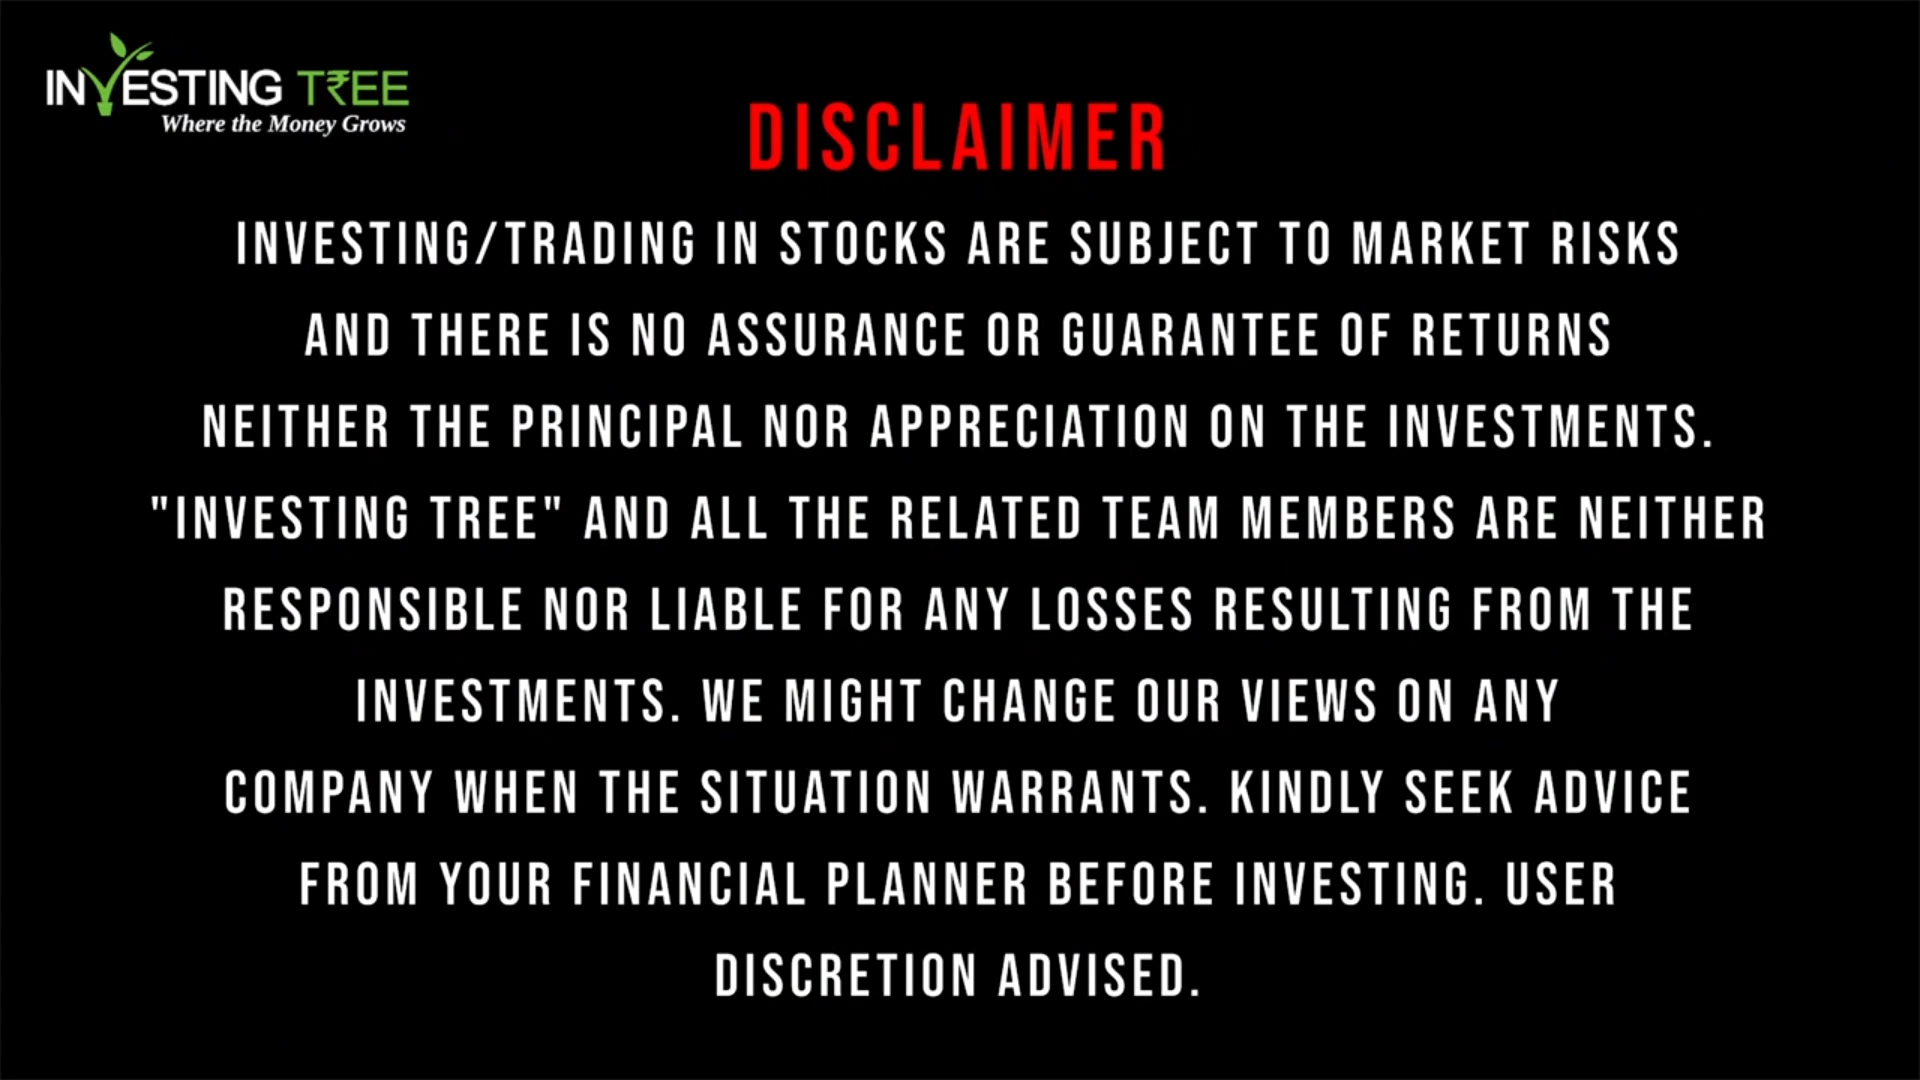 INVESTING T₹EE
Where the Money Grows
DISCLAIMER
INVESTING/TRADING IN STOCKS ARE SUBJECT TO MARKET RISKS
AND THERE IS NO ASSURANCE OR GUARANTEE OF RETURNS
NEITHER THE PRINCIPAL NOR APPRECIATION ON THE INVESTMENTS.
"INVESTING TREE" AND ALL THE RELATED TEAM MEMBERS ARE NEITHER
RESPONSIBLE NOR LIABLE FOR ANY LOSSES RESULTING FROM THE
INVESTMENTS. WE MIGHT CHANGE OUR VIEWS ON ANY
COMPANY WHEN THE SITUATION WARRANTS. KINDLY SEEK ADVICE
FROM YOUR FINANCIAL PLANNER BEFORE INVESTING. USER
DISCRETION ADVISED.